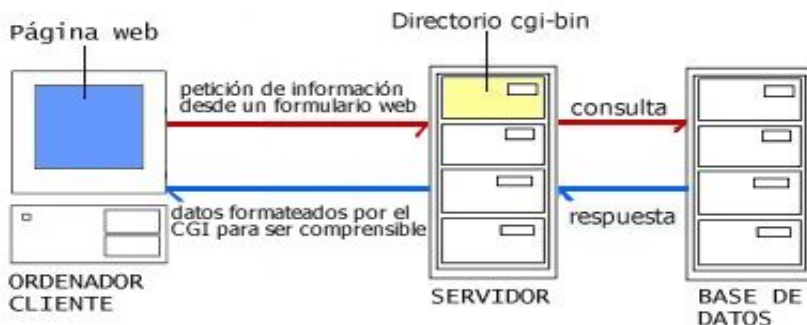 Página web
Directorio cgi-bin
petición de información
desde un formulario web
consulta
datos formateados por el
CGI para ser comprensible
respuesta
ORDENADOR
CLIENTE
SERVIDOR
BASE DE
DATOS